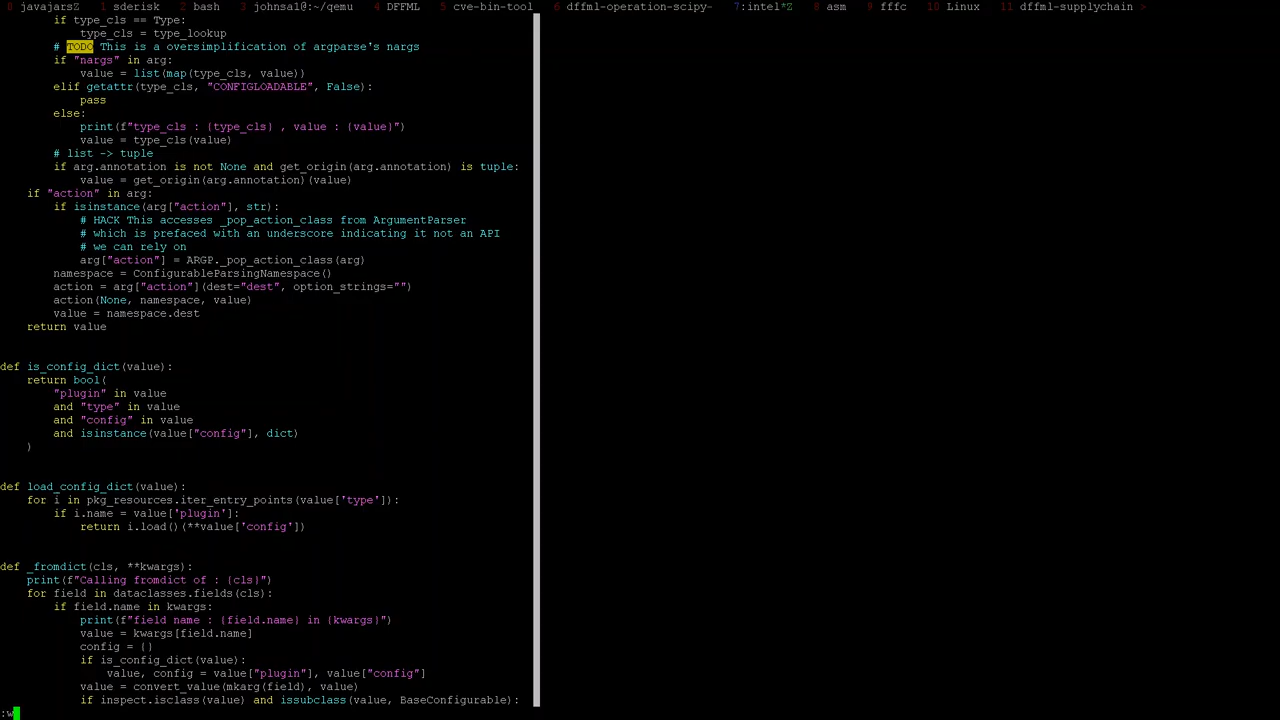 0 javajarsZ 1 sderisk 2 bash 3 johnsa1@:~/qemu 4 DFFML 5 cve-bin-tool 6 dffml-operation-scipy- 7:intel*Z 8 asm 9 fffc 10 Linux 11 dffml-supplychain >
if type_cls == Type:
type_cls = type_lookup
# TODO This is a oversimplification of argparse's nargs
if "nargs" in arg:
value = list(map(type_cls, value))
elif getattr(type_cls, "CONFIGLOADABLE", False):
pass
else:
print(f"type_cls : {type_cls} , value : {value}")
value = type_cls(value)
# list -> tuple
if arg.annotation is not None and get_origin(arg.annotation) is tuple:
value = get_origin(arg.annotation)(value)
if "action" in arg:
if isinstance(arg["action"], str):
# HACK This accesses _pop_action_class from ArgumentParser
# which is prefaced with an underscore indicating it not an API
# we can rely on
arg["action"] = ARGP._pop_action_class(arg)
namespace = ConfigurableParsingNamespace()
action = arg["action"](dest="dest", option_strings="")
action(None, namespace, value)
value = namespace.dest
return value
def is_config_dict(value):
return bool(
"plugin" in value
and "type" in value
and "config" in value
and isinstance(value["config"], dict)
)
def load_config_dict(value):
for i in pkg_resources.iter_entry_points(value['type']):
if i.name = value['plugin']:
return i.load()(**value['config'])
def _fromdict(cls, **kwargs):
print(f"Calling fromdict of : {cls}")
for field in dataclasses.fields(cls):
if field.name in kwargs:
print(f"field name : {field.name} in {kwargs}")
value = kwargs[field.name]
config = {}
if is_config_dict(value):
value, config = value["plugin"], value["config"]
value = convert_value(mkarg(field), value)
if inspect.isclass(value) and issubclass(value, BaseConfigurable):
:w